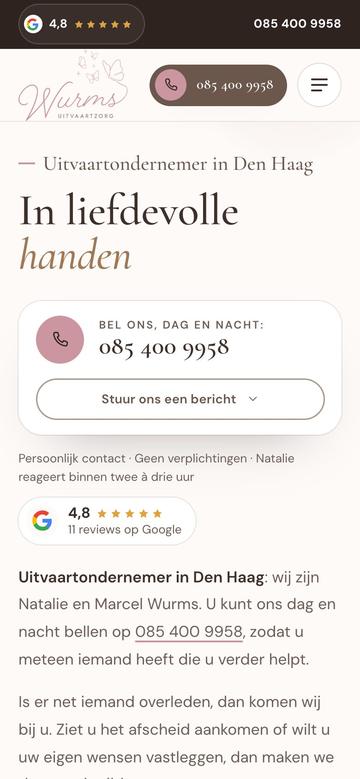 4,8
085 400 9958
Wurms
UITVAARTZORG
085 400 9958
Uitvaartondernemer in Den Haag
In liefdevolle
handen
BEL ONS, DAG EN NACHT:
085 400 9958
Stuur ons een bericht
Persoonlijk contact · Geen verplichtingen · Natalie
reageert binnen twee à drie uur
4,8
11 reviews op Google
Uitvaartondernemer in Den Haag: wij zijn
Natalie en Marcel Wurms. U kunt ons dag en
nacht bellen op 085 400 9958, zodat u
meteen iemand heeft die u verder helpt.
Is er net iemand overleden, dan komen wij
bij u. Ziet u het afscheid aankomen of wilt u
uw eigen wensen vastleggen, dan maken we